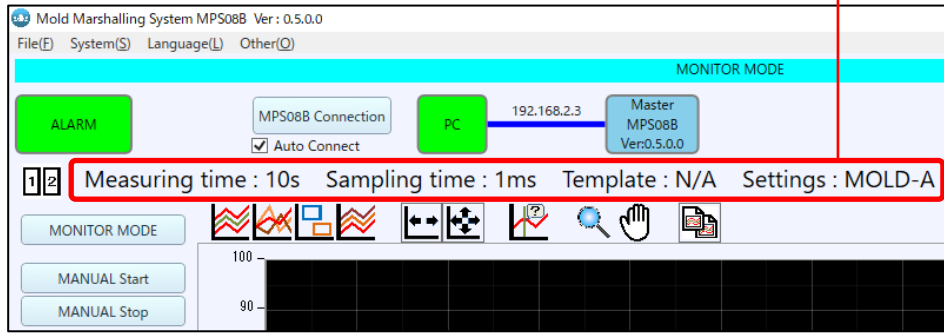 Mold Marshalling System MPS08B Ver : 0.5.0.0
File(F) System(S) Language(L) Other(O)
MONITOR MODE
ALARM
MPS08B Connection
Auto Connect
PC
192.168.2.3
Master
MPS08B
Ver:0.5.0.0
1 2
Measuring time : 10s Sampling time : 1ms Template : N/A Settings : MOLD-A
MONITOR MODE
MANUAL Start
MANUAL Stop
?
100
90